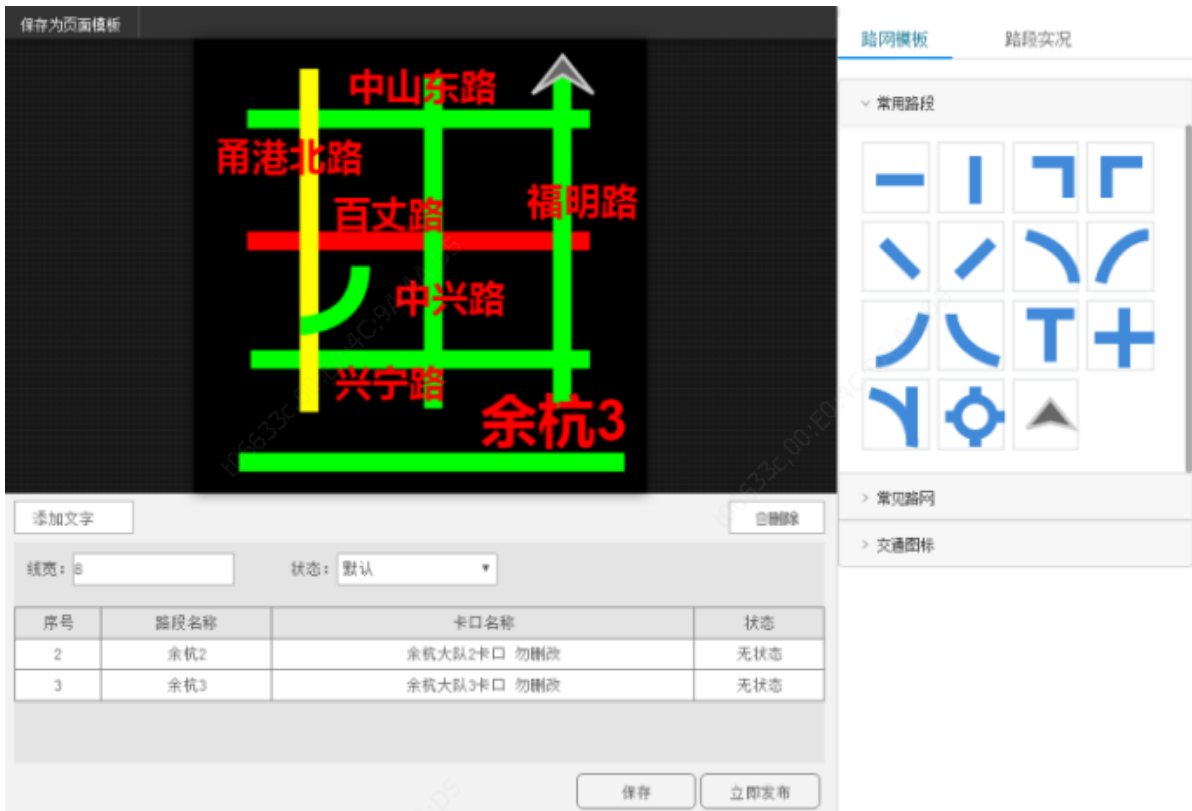 保存为页面模板
路网模板 路段实况
常用路段
中山东路
甬港北路
福明路
百丈路
中兴路
兴宁路
余杭3
常见路网
交通图标
添加文字
删除
线宽: 8 状态: 默认
序号 路段名称 卡口名称 状态
2 余杭2 余杭大队2卡口 勿删改 无状态
3 余杭3 余杭大队3卡口 勿删改 无状态
保存 立即发布